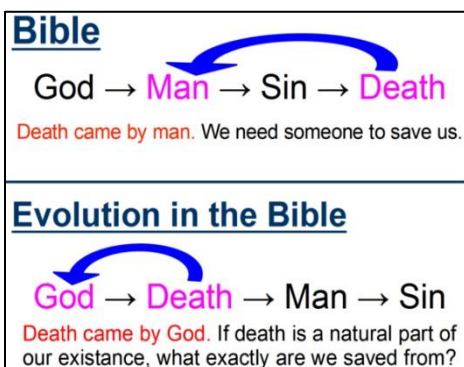 Bible
God → Man → Sin → Death
Death came by man. We need someone to save us.
Evolution in the Bible
God → Death → Man → Sin
Death came by God. If death is a natural part of
our existance, what exactly are we saved from?